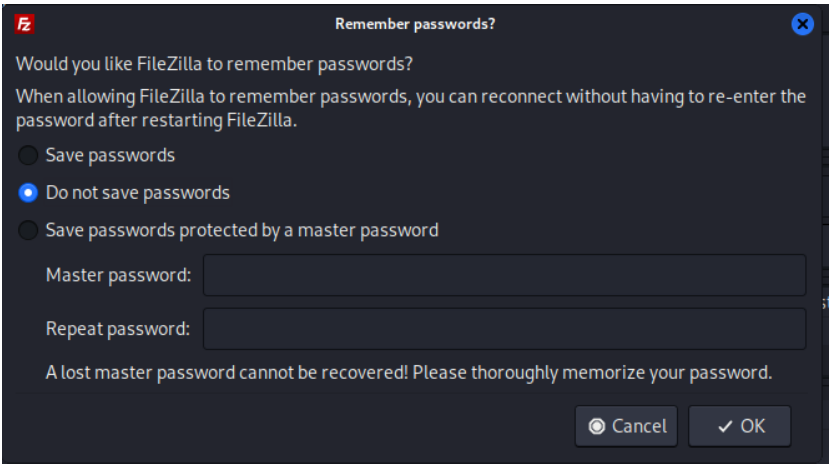 Fz
Remember passwords?
Would you like FileZilla to remember passwords?
When allowing FileZilla to remember passwords, you can reconnect without having to re-enter the
password after restarting FileZilla.
Save passwords
Do not save passwords
Save passwords protected by a master password
Master password:
Repeat password:
A lost master password cannot be recovered! Please thoroughly memorize your password.
Cancel
OK